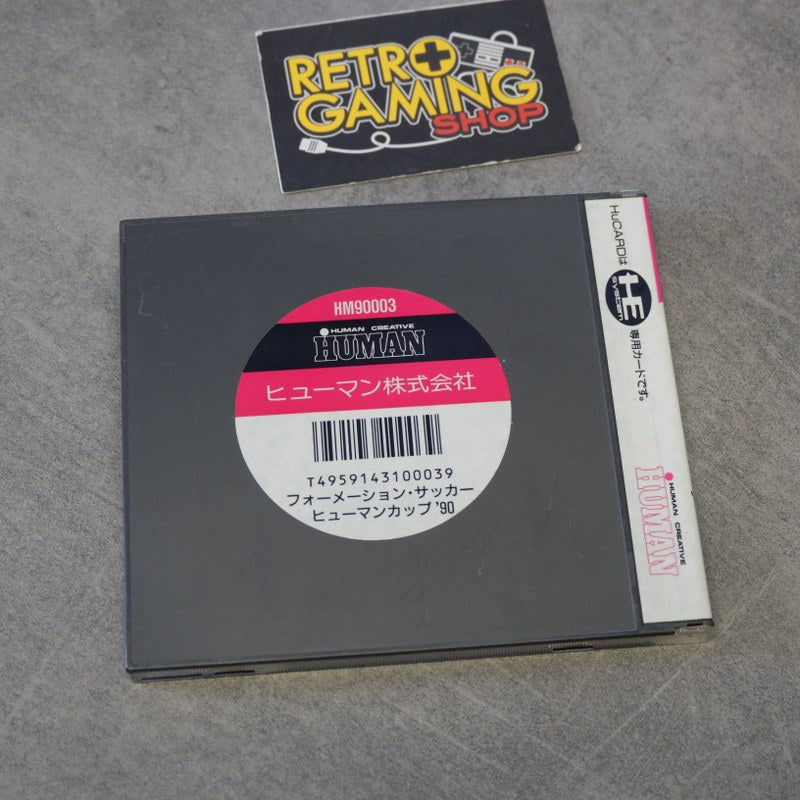 RETRO
GAMING
SHOP
HM90003
HUMAN CREATIVE
HUMAN
ヒューマン株式会社
T4959143100039
フォーメーション・サッカー
ヒューマンカップ'90
HuCARDは
HE
system
専用カードです。
HUMAN CREATIVE
HUMAN